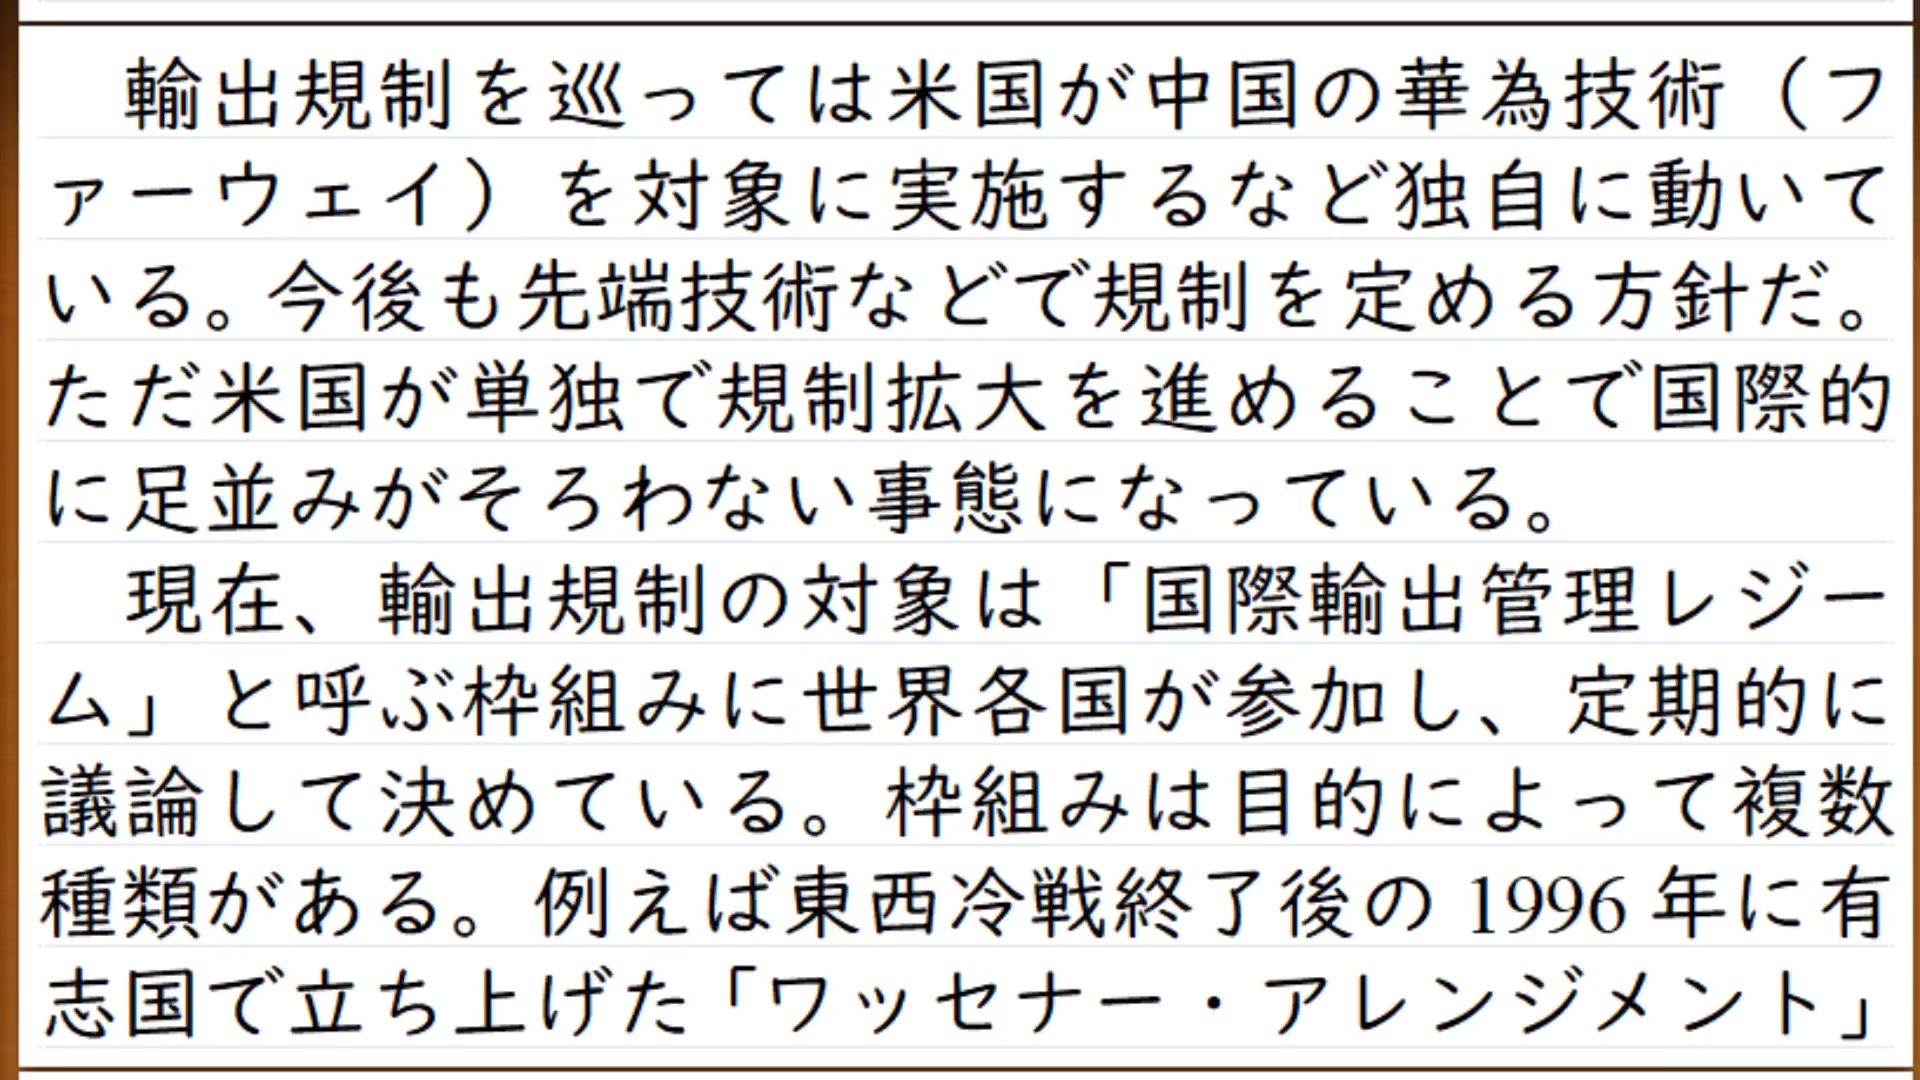 輸出規制を巡っては米国が中国の華為技術（フ
ァーウェイ）を対象に実施するなど独自に動いて
いる。今後も先端技術などで規制を定める方針だ。
ただ米国が単独で規制拡大を進めることで国際的
に足並みがそろわない事態になっている。
現在、輸出規制の対象は「国際輸出管理レジー
ム」と呼ぶ枠組みに世界各国が参加し、定期的に
議論して決めている。枠組みは目的によって複数
種類がある。例えば東西冷戦終了後の 1996 年に有
志国で立ち上げた「ワッセナー・アレンジメント」